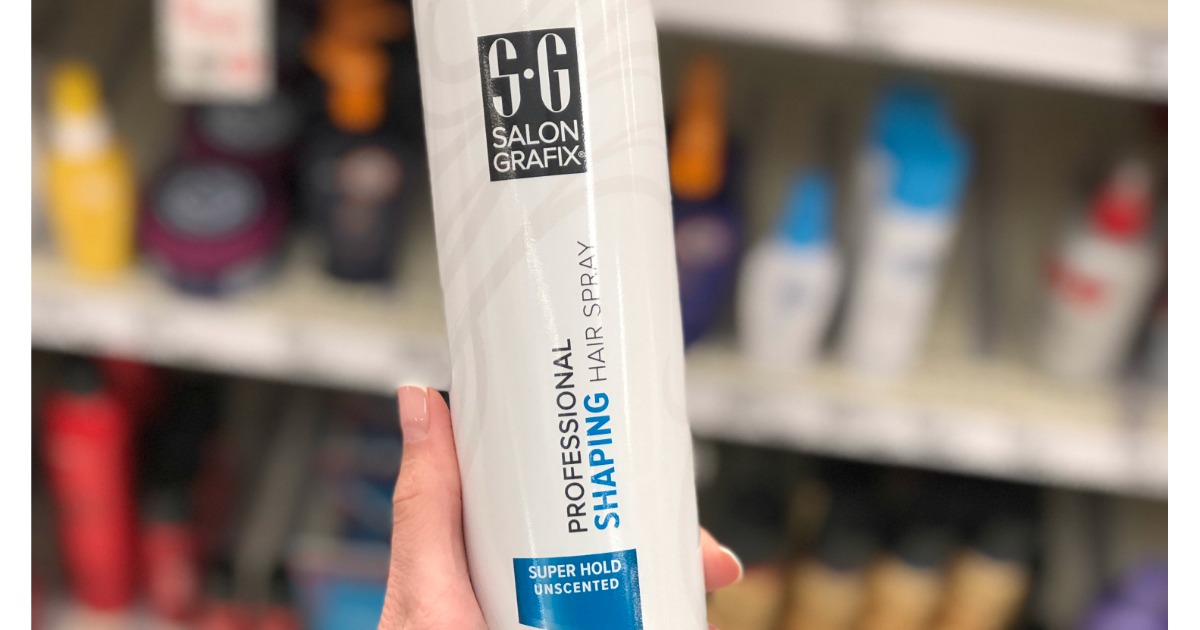 S·G
SALON
GRAFIX®
PROFESSIONAL
SHAPING HAIR SPRAY
SUPER HOLD
UNSCENTED